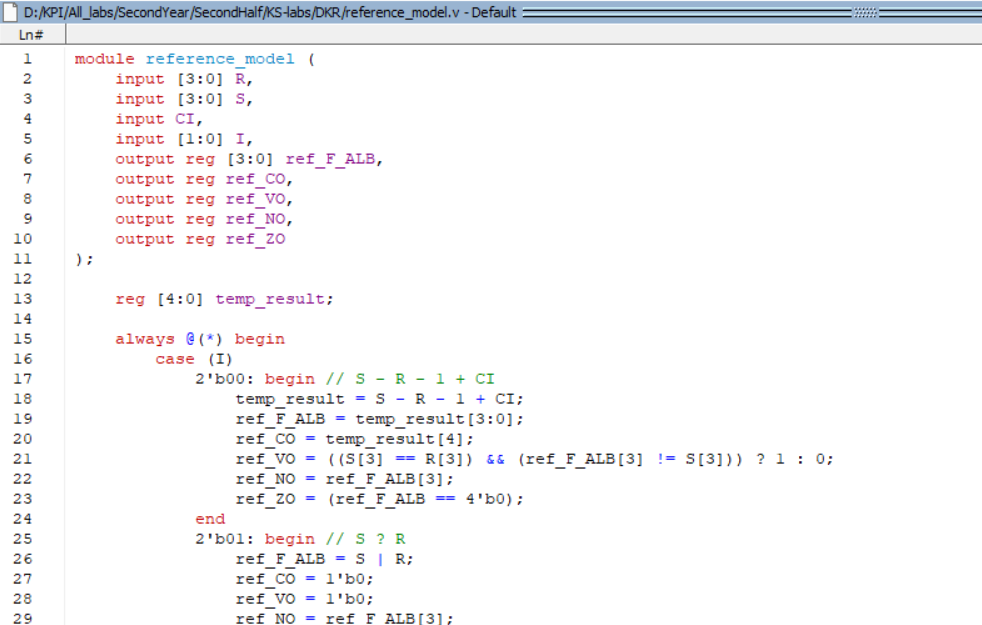 D:/KPI/All_labs/SecondYear/SecondHalf/KS-labs/DKR/reference_model.v - Default
Ln#
1 module reference_model (
2 input [3:0] R,
3 input [3:0] S,
4 input CI,
5 input [1:0] I,
6 output reg [3:0] ref_F_ALB,
7 output reg ref_CO,
8 output reg ref_VO,
9 output reg ref_NO,
10 output reg ref_ZO
11 );
12
13 reg [4:0] temp_result;
14
15 always @(*) begin
16 case (I)
17 2'b00: begin // S - R - 1 + CI
18 temp_result = S - R - 1 + CI;
19 ref_F_ALB = temp_result[3:0];
20 ref_CO = temp_result[4];
21 ref_VO = ((S[3] == R[3]) && (ref_F_ALB[3] != S[3])) ? 1 : 0;
22 ref_NO = ref_F_ALB[3];
23 ref_ZO = (ref_F_ALB == 4'b0);
24 end
25 2'b01: begin // S ? R
26 ref_F_ALB = S | R;
27 ref_CO = 1'b0;
28 ref_VO = 1'b0;
29 ref_NO = ref_F_ALB[3];